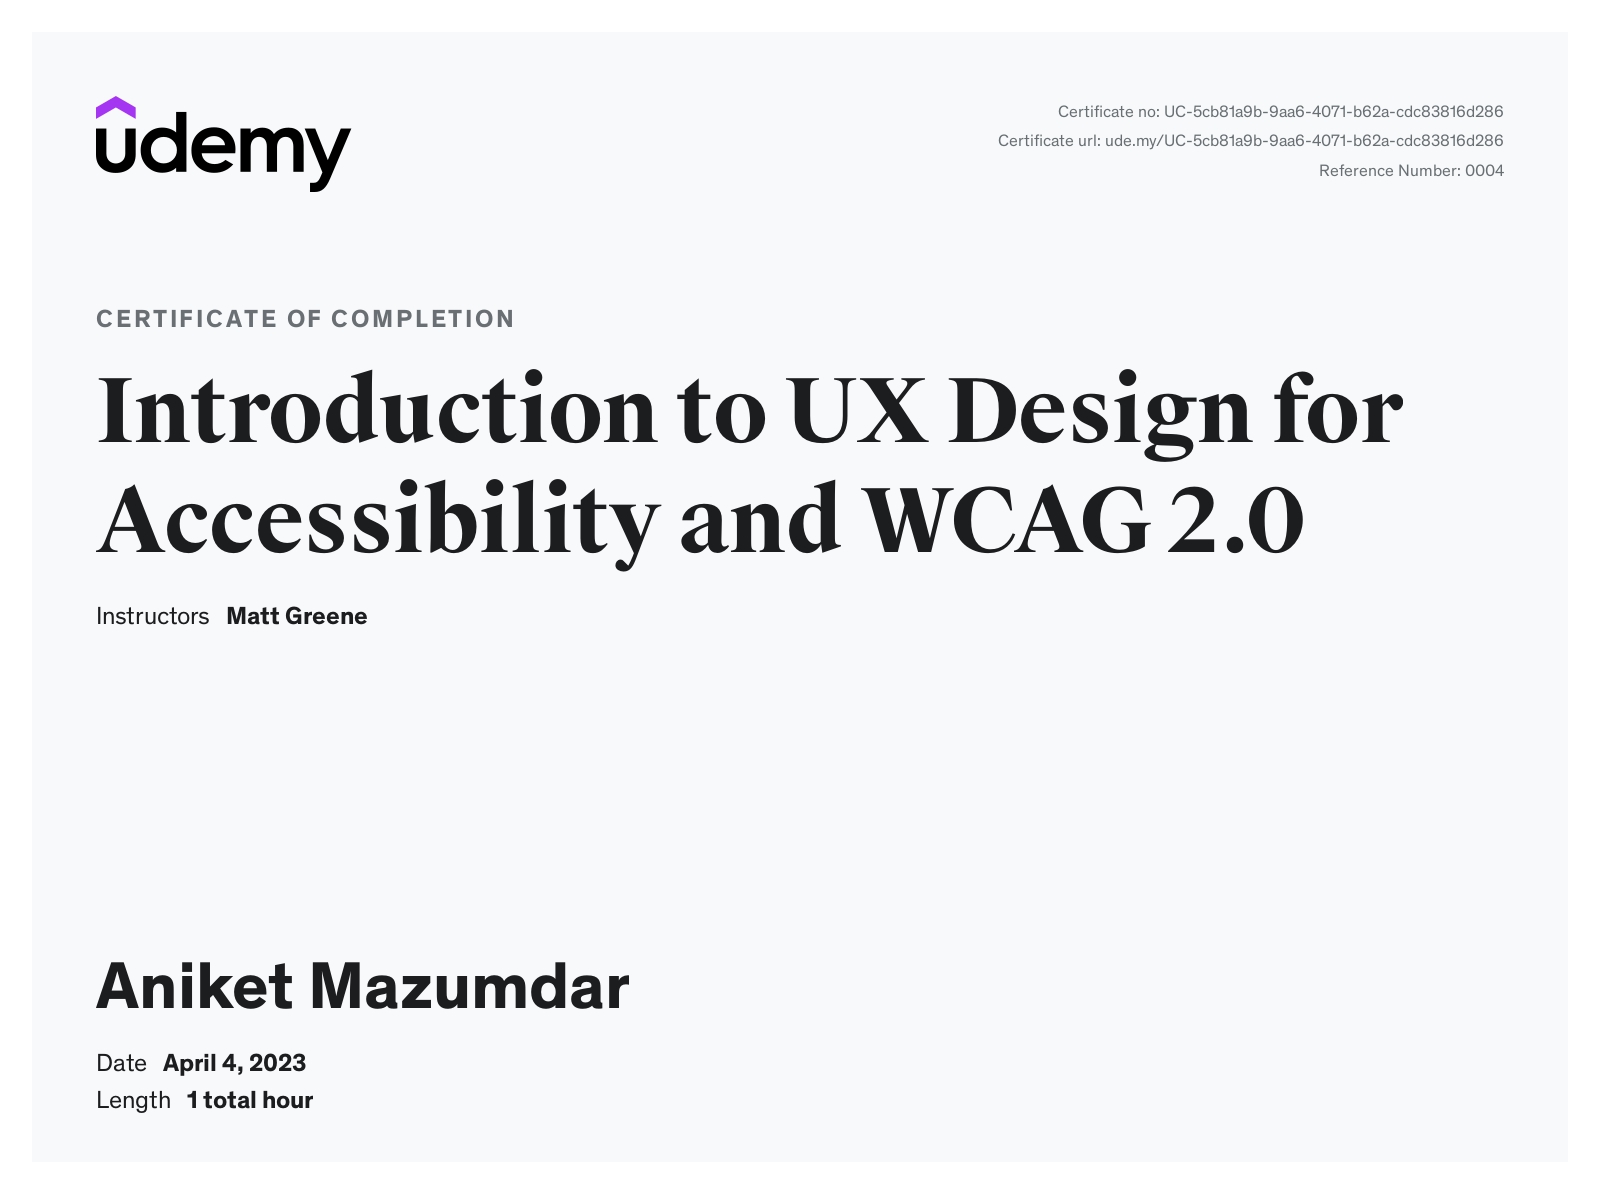 udemy
Certificate no: UC-5cb81a9b-9aa6-4071-b62a-cdc83816d286
Certificate url: ude.my/UC-5cb81a9b-9aa6-4071-b62a-cdc83816d286
Reference Number: 0004
CERTIFICATE OF COMPLETION
Introduction to UX Design for
Accessibility and WCAG 2.0
Instructors Matt Greene
Aniket Mazumdar
Date April 4, 2023
Length 1 total hour